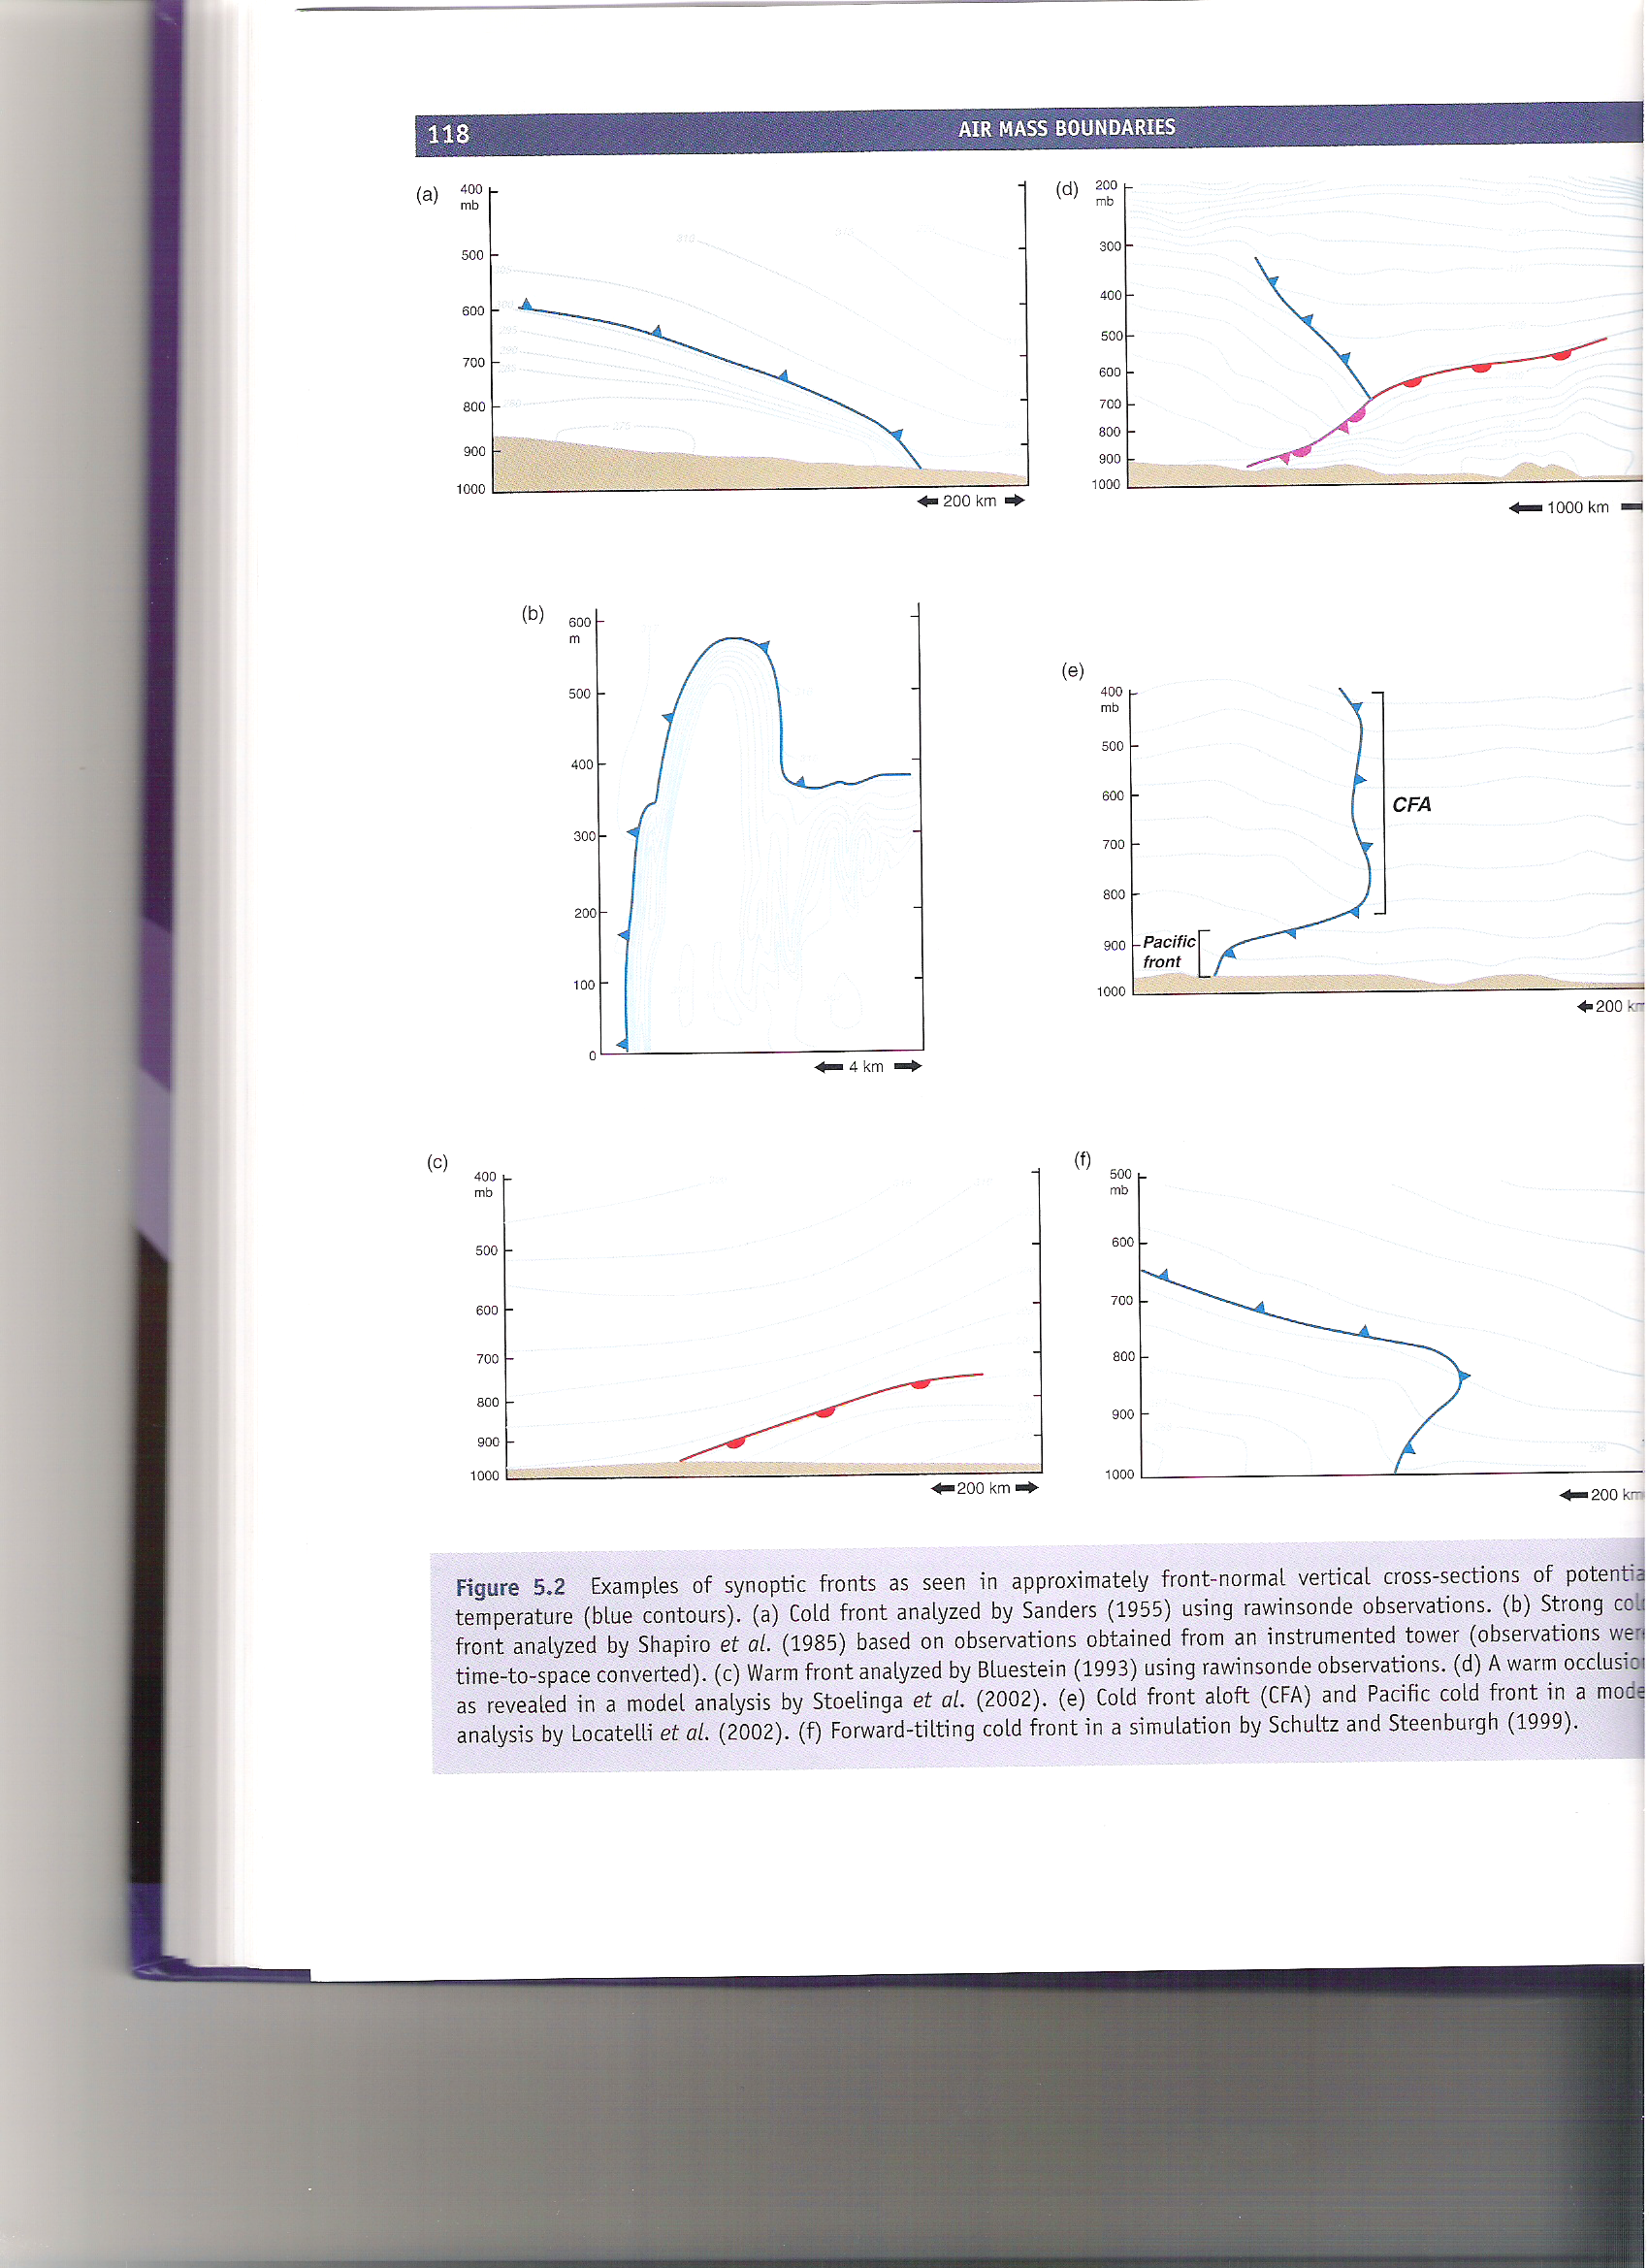 118
AIR MASS BOUNDARIES
(a)
400
mb
500
600
700
800
900
1000
200 km
(d)
200
mb
300
400
500
600
700
800
900
1000
1000 km
(b)
600
m
500
400
300
200
100
0
4 km
(e)
400
mb
500
600
700
800
900
1000
CFA
Pacific
front
200 km
(c)
400
mb
500
600
700
800
900
1000
200 km
(f)
500
mb
600
700
800
900
1000
200 km
Figure 5.2 Examples of synoptic fronts as seen in approximately front-normal vertical cross-sections of potentia
temperature (blue contours). (a) Cold front analyzed by Sanders (1955) using rawinsonde observations. (b) Strong col
front analyzed by Shapiro et al. (1985) based on observations obtained from an instrumented tower (observations wer
time-to-space converted). (c) Warm front analyzed by Bluestein (1993) using rawinsonde observations. (d) A warm occlusio
as revealed in a model analysis by Stoelinga et al. (2002). (e) Cold front aloft (CFA) and Pacific cold front in a mode
analysis by Locatelli et al. (2002). (f) Forward-tilting cold front in a simulation by Schultz and Steenburgh (1999).